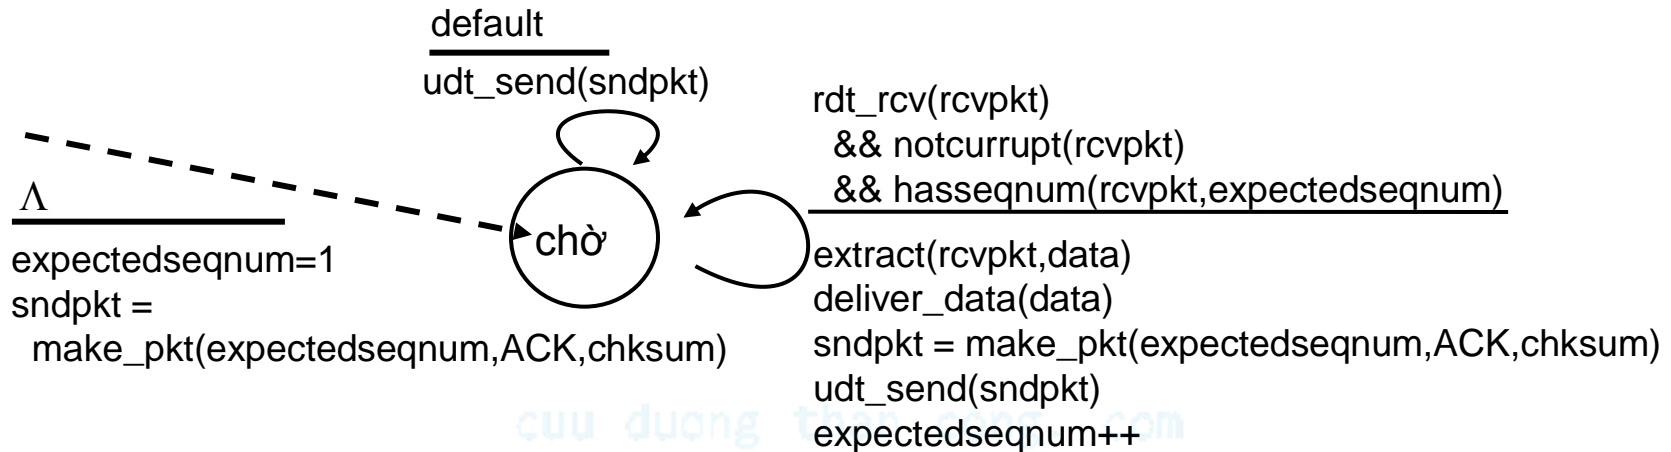 default
udt_send(sndpkt)
rdt_rcv(rcvpkt)
&& notcurrupt(rcvpkt)
&& hasseqnum(rcvpkt,expectedseqnum)
Λ
chờ
expectedseqnum=1
sndpkt =
make_pkt(expectedseqnum,ACK,chksum)
extract(rcvpkt,data)
deliver_data(data)
sndpkt = make_pkt(expectedseqnum,ACK,chksum)
udt_send(sndpkt)
expectedseqnum++
cuu duong than cong . com